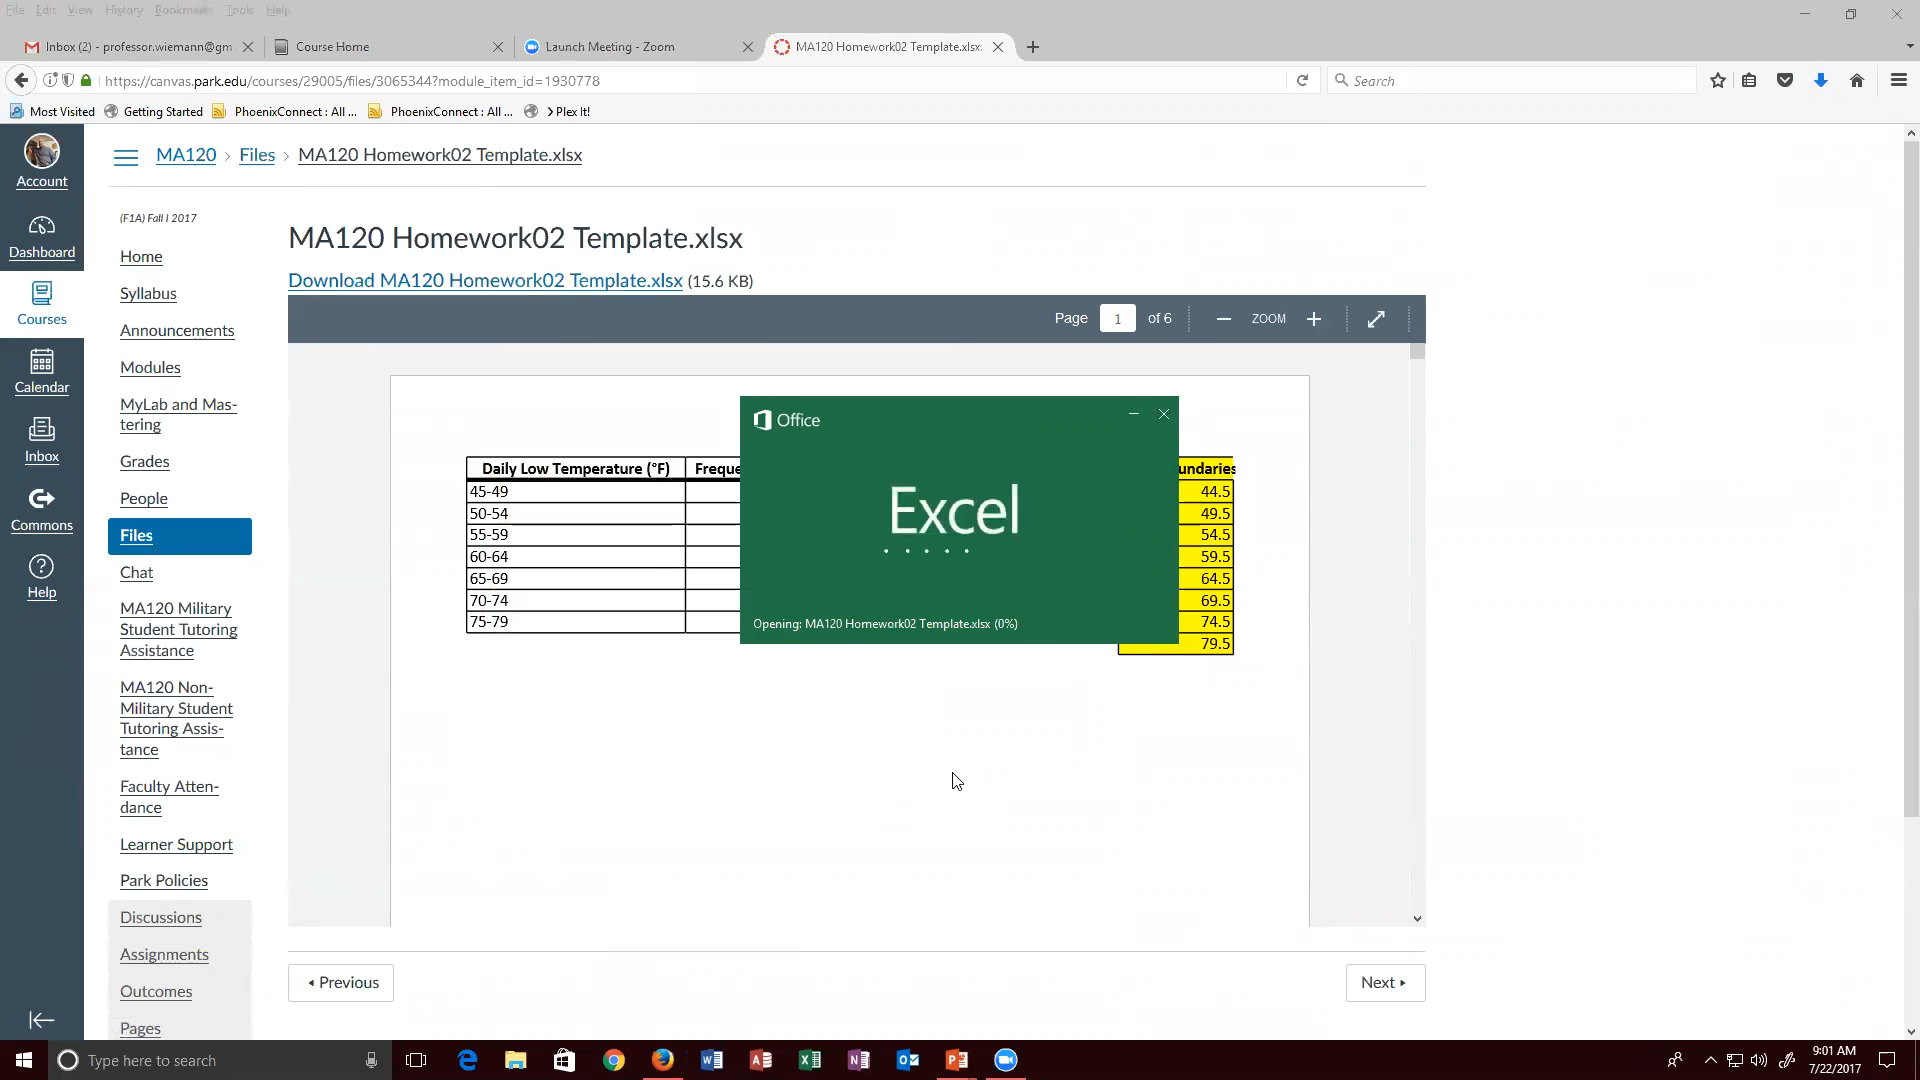 File Edit View History Bookmarks Tools Help
Inbox (2) - professor.wiemann@gm
Course Home
Launch Meeting - Zoom
MA120 Homework02 Template.xlsx
https://canvas.park.edu/courses/29005/files/3065344?module_item_id=1930778
Search
Most Visited
Getting Started
PhoenixConnect : All ...
PhoenixConnect : All ...
> Plex It!
Account
Dashboard
Courses
Calendar
Inbox
Commons
Help
MA120 › Files › MA120 Homework02 Template.xlsx
(F1A) Fall I 2017
Home
Syllabus
Announcements
Modules
MyLab and Mas-
tering
Grades
People
Files
Chat
MA120 Military
Student Tutoring
Assistance
MA120 Non-
Military Student
Tutoring Assis-
tance
Faculty Atten-
dance
Learner Support
Park Policies
Discussions
Assignments
Outcomes
Pages
MA120 Homework02 Template.xlsx
Download MA120 Homework02 Template.xlsx (15.6 KB)
Page 1 of 6
ZOOM
Daily Low Temperature (°F) Freque
undaries
45-49
44.5
50-54
49.5
55-59
54.5
60-64
59.5
65-69
64.5
70-74
69.5
75-79
74.5
79.5
Office
Excel
Opening: MA120 Homework02 Template.xlsx (0%)
Previous
Next
Type here to search
9:01 AM
7/22/2017